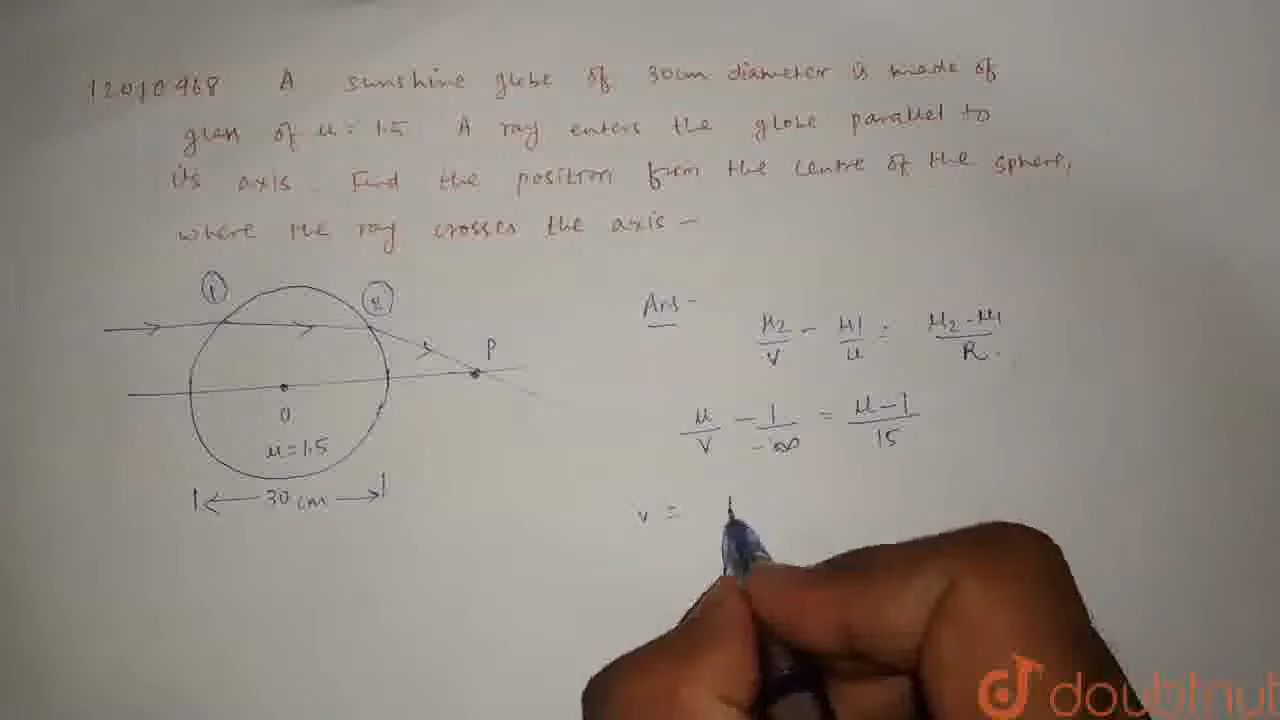 12010968 A sunshine globe of 30cm diameter is made of
glass of μ = 1.5 A ray enters the globe parallel to
its axis. Find the position from the centre of the sphere,
where the ray crosses the axis -
1
2
P
O
μ=1.5
30 cm
Ans -
μ2/v - μ1/u = μ2-μ1/R.
μ/v - 1/-∞ = μ-1/15
v =
doubtnut